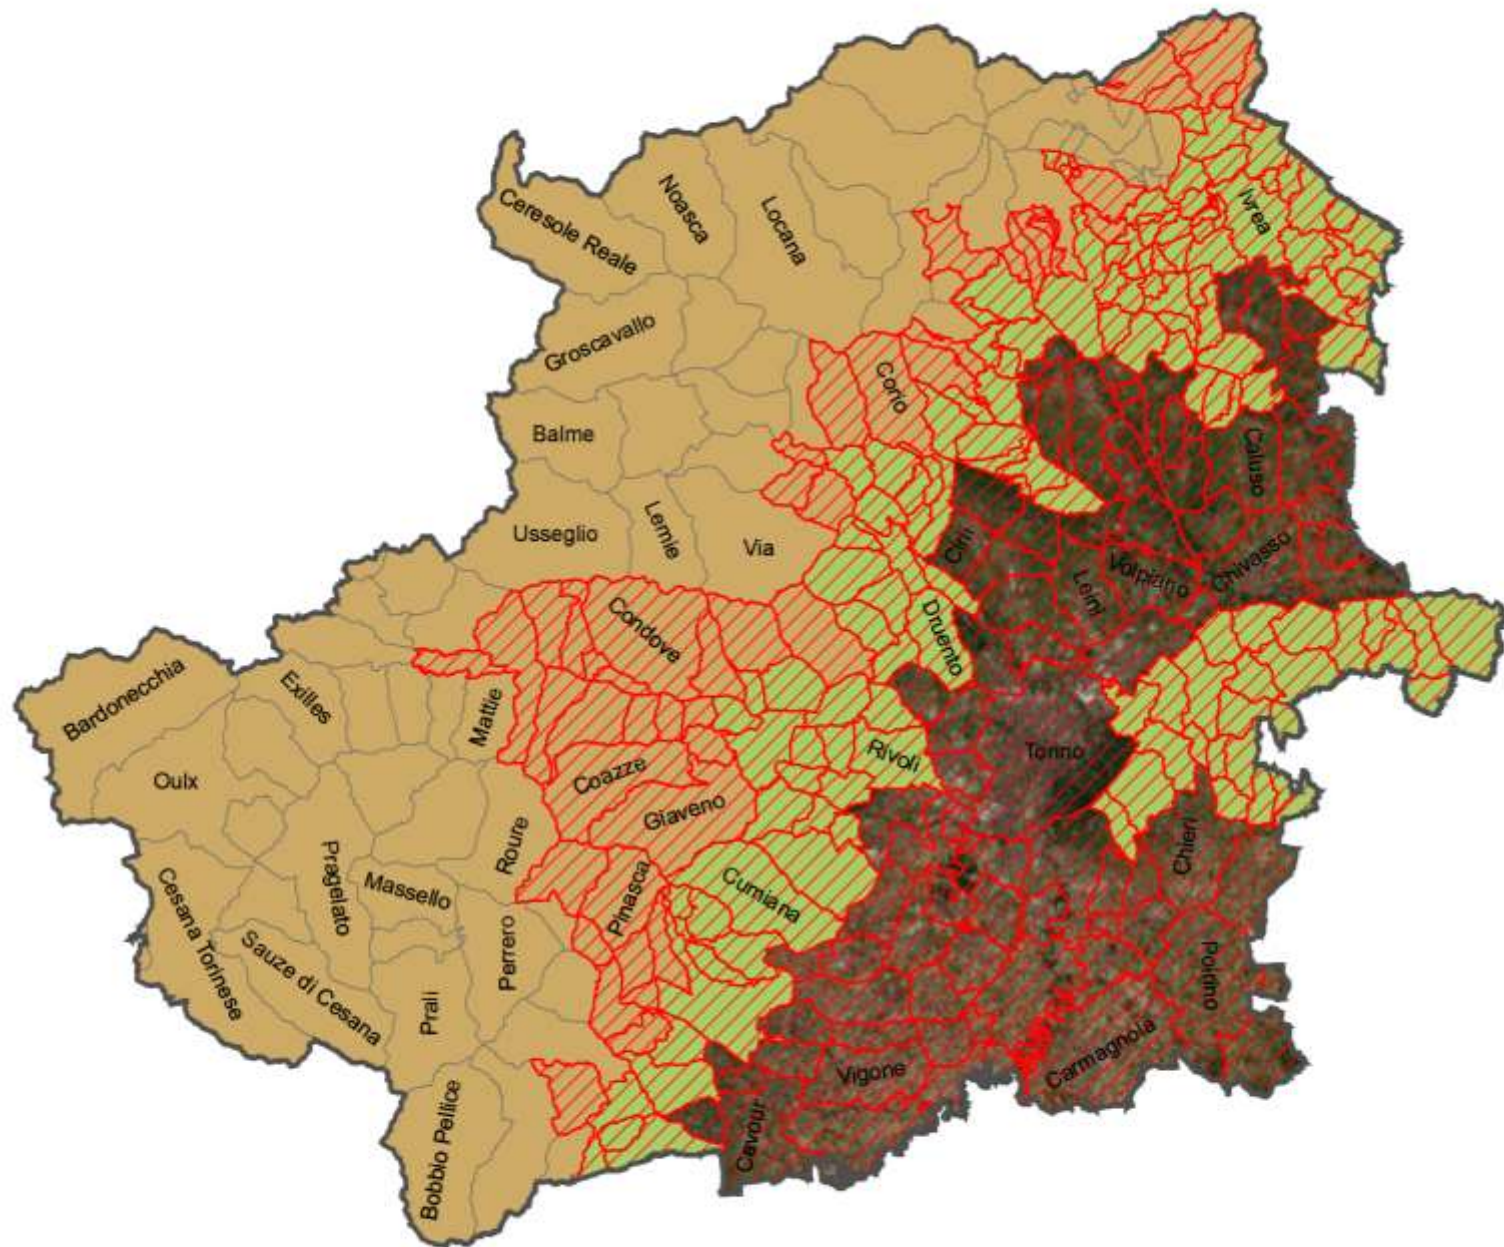 Noasca
Ceresole Reale
Locana
Ivrea
Groscavallo
Corio
Balme
Caluso
Usseglio
Lemie
Via
Cirii
Leini
Volpiano
Chivasso
Condove
Druento
Bardonecchia
Exilles
Mattie
Oulx
Coazze
Rivoli
Torino
Giaveno
Roure
Pragelato
Massello
Pinasca
Cumiana
Chieri
Cesana Torinese
Sauze di Cesana
Prali
Perrero
Poirino
Vigone
Carmagnola
Cavour
Bobbio Pellice